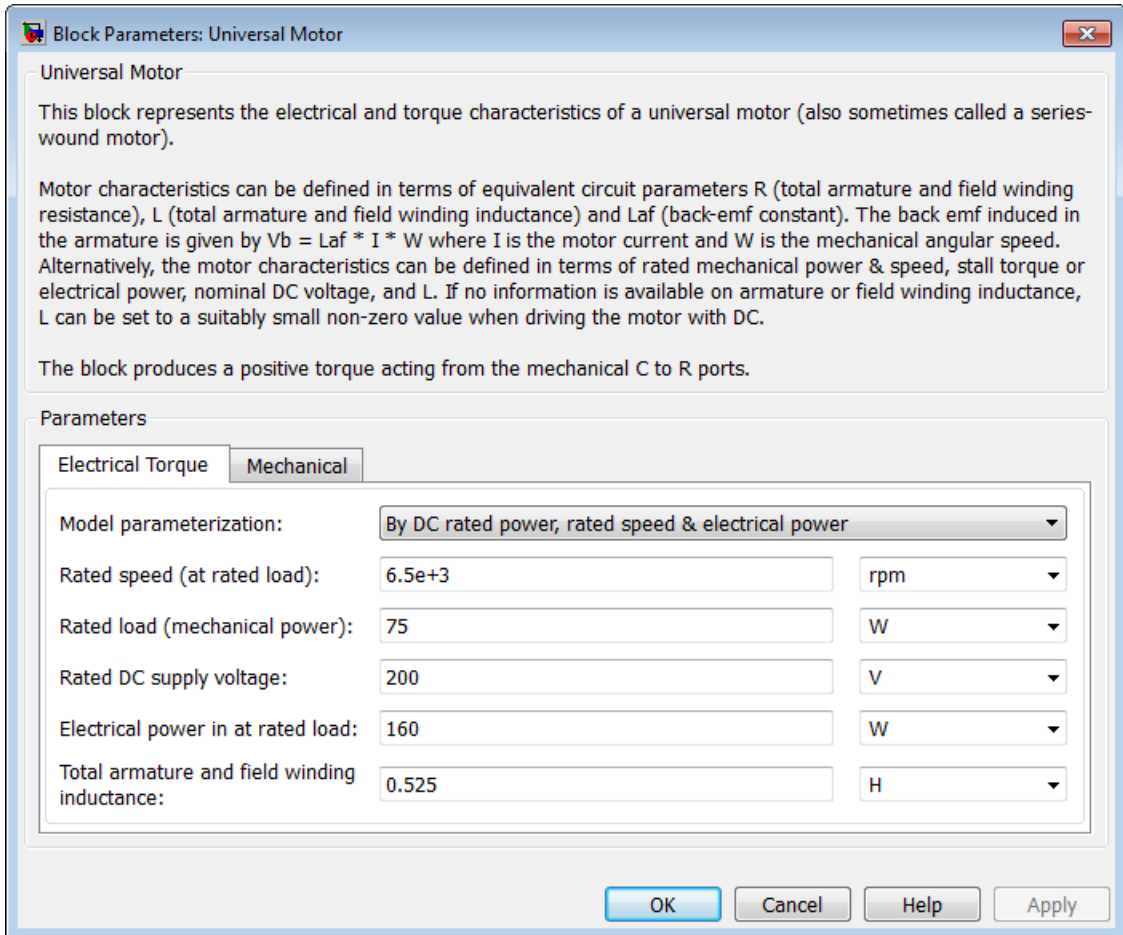 Block Parameters: Universal Motor
Universal Motor
This block represents the electrical and torque characteristics of a universal motor (also sometimes called a series-
wound motor).
Motor characteristics can be defined in terms of equivalent circuit parameters R (total armature and field winding
resistance), L (total armature and field winding inductance) and Laf (back-emf constant). The back emf induced in
the armature is given by Vb = Laf * I * W where I is the motor current and W is the mechanical angular speed.
Alternatively, the motor characteristics can be defined in terms of rated mechanical power & speed, stall torque or
electrical power, nominal DC voltage, and L. If no information is available on armature or field winding inductance,
L can be set to a suitably small non-zero value when driving the motor with DC.
The block produces a positive torque acting from the mechanical C to R ports.
Parameters
Electrical Torque Mechanical
Model parameterization: By DC rated power, rated speed & electrical power
Rated speed (at rated load): 6.5e+3 rpm
Rated load (mechanical power): 75 W
Rated DC supply voltage: 200 V
Electrical power in at rated load: 160 W
Total armature and field winding
inductance: 0.525 H
OK Cancel Help Apply